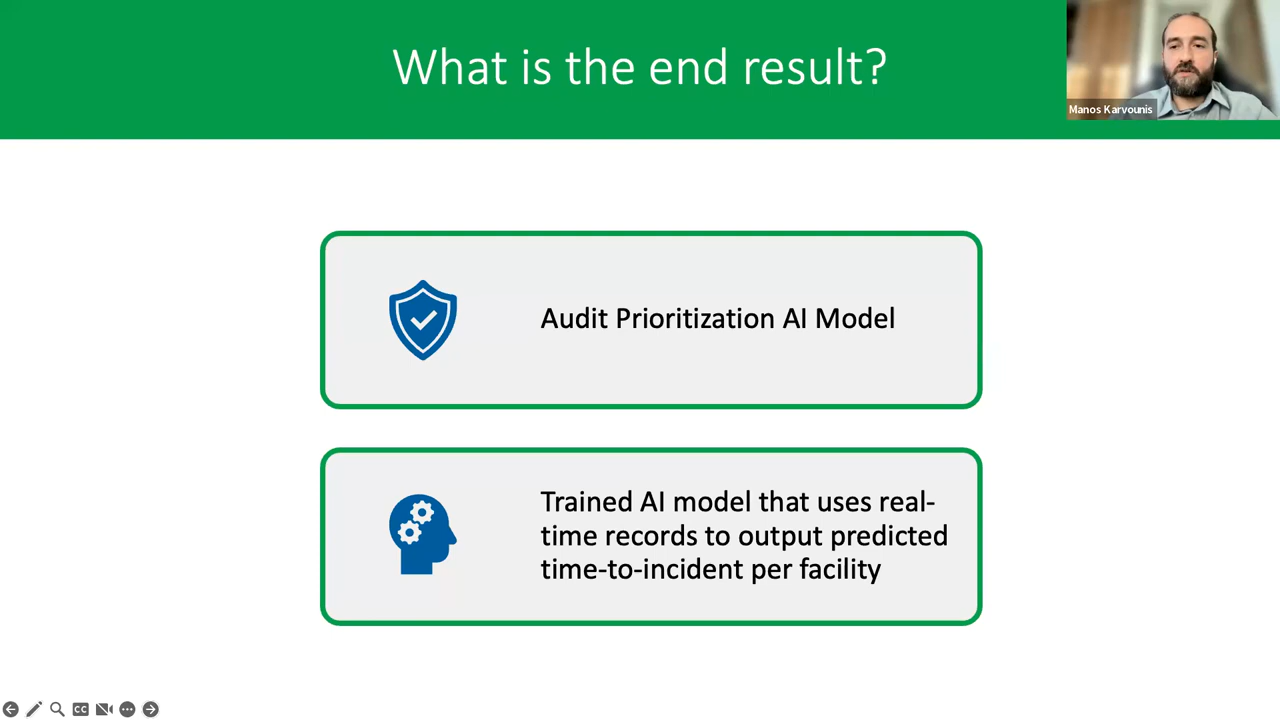 What is the end result?
Manos Karvounis
Audit Prioritization AI Model
Trained AI model that uses real-
time records to output predicted
time-to-incident per facility
CC